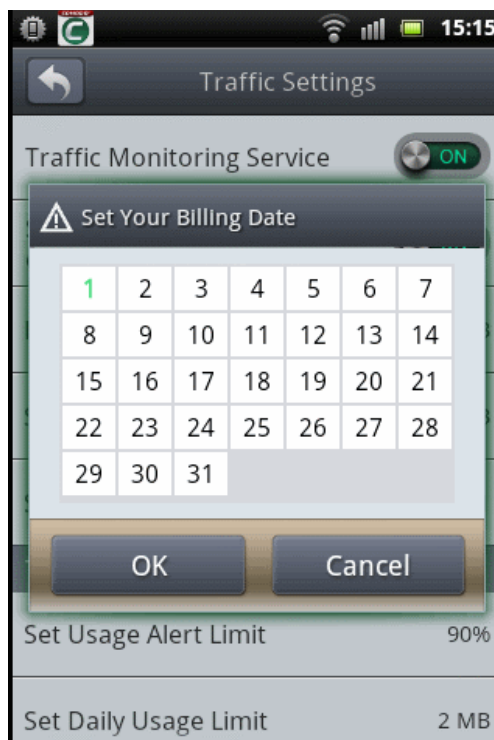 15:15
Traffic Settings
Traffic Monitoring Service ON
Set Your Billing Date
1 2 3 4 5 6 7
8 9 10 11 12 13 14
15 16 17 18 19 20 21
22 23 24 25 26 27 28
29 30 31
OK Cancel
Set Usage Alert Limit 90%
Set Daily Usage Limit 2 MB